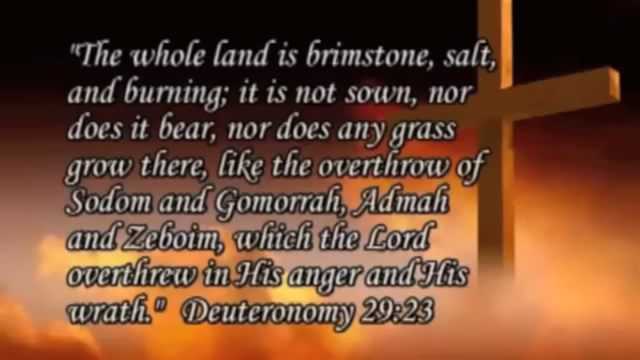 "The whole land is brimstone, salt,
and burning; it is not sown, nor
does it bear, nor does any grass
grow there, like the overthrow of
Sodom and Gomorrah, Admah
and Zeboim, which the Lord
overthrew in His anger and His
wrath." Deuteronomy 29:23